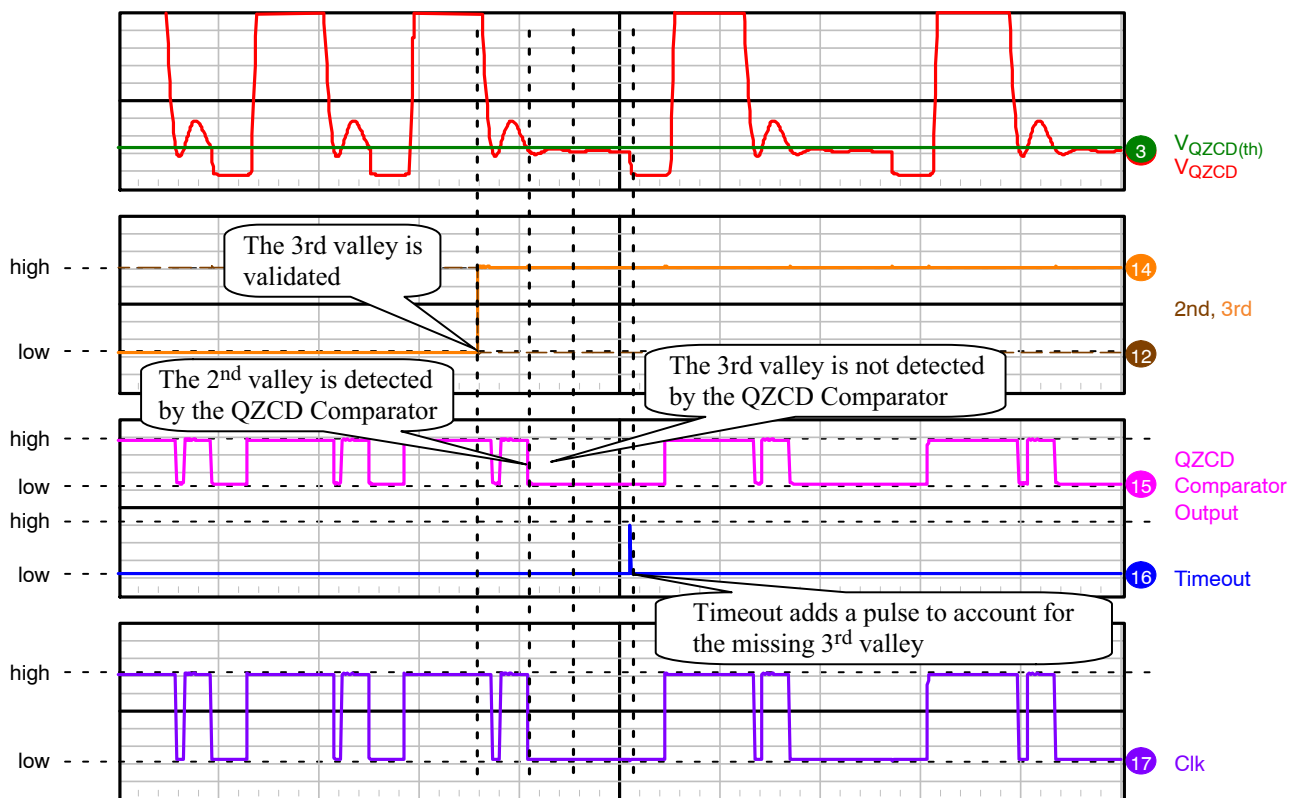 3
V_QZCD(th)
V_QZCD
The 3rd valley is
validated
high
14
2nd, 3rd
low
12
The 2nd valley is detected
by the QZCD Comparator
The 3rd valley is not detected
by the QZCD Comparator
high
low
15
QZCD
Comparator
Output
high
low
16
Timeout
Timeout adds a pulse to account for
the missing 3rd valley
high
low
17
Clk